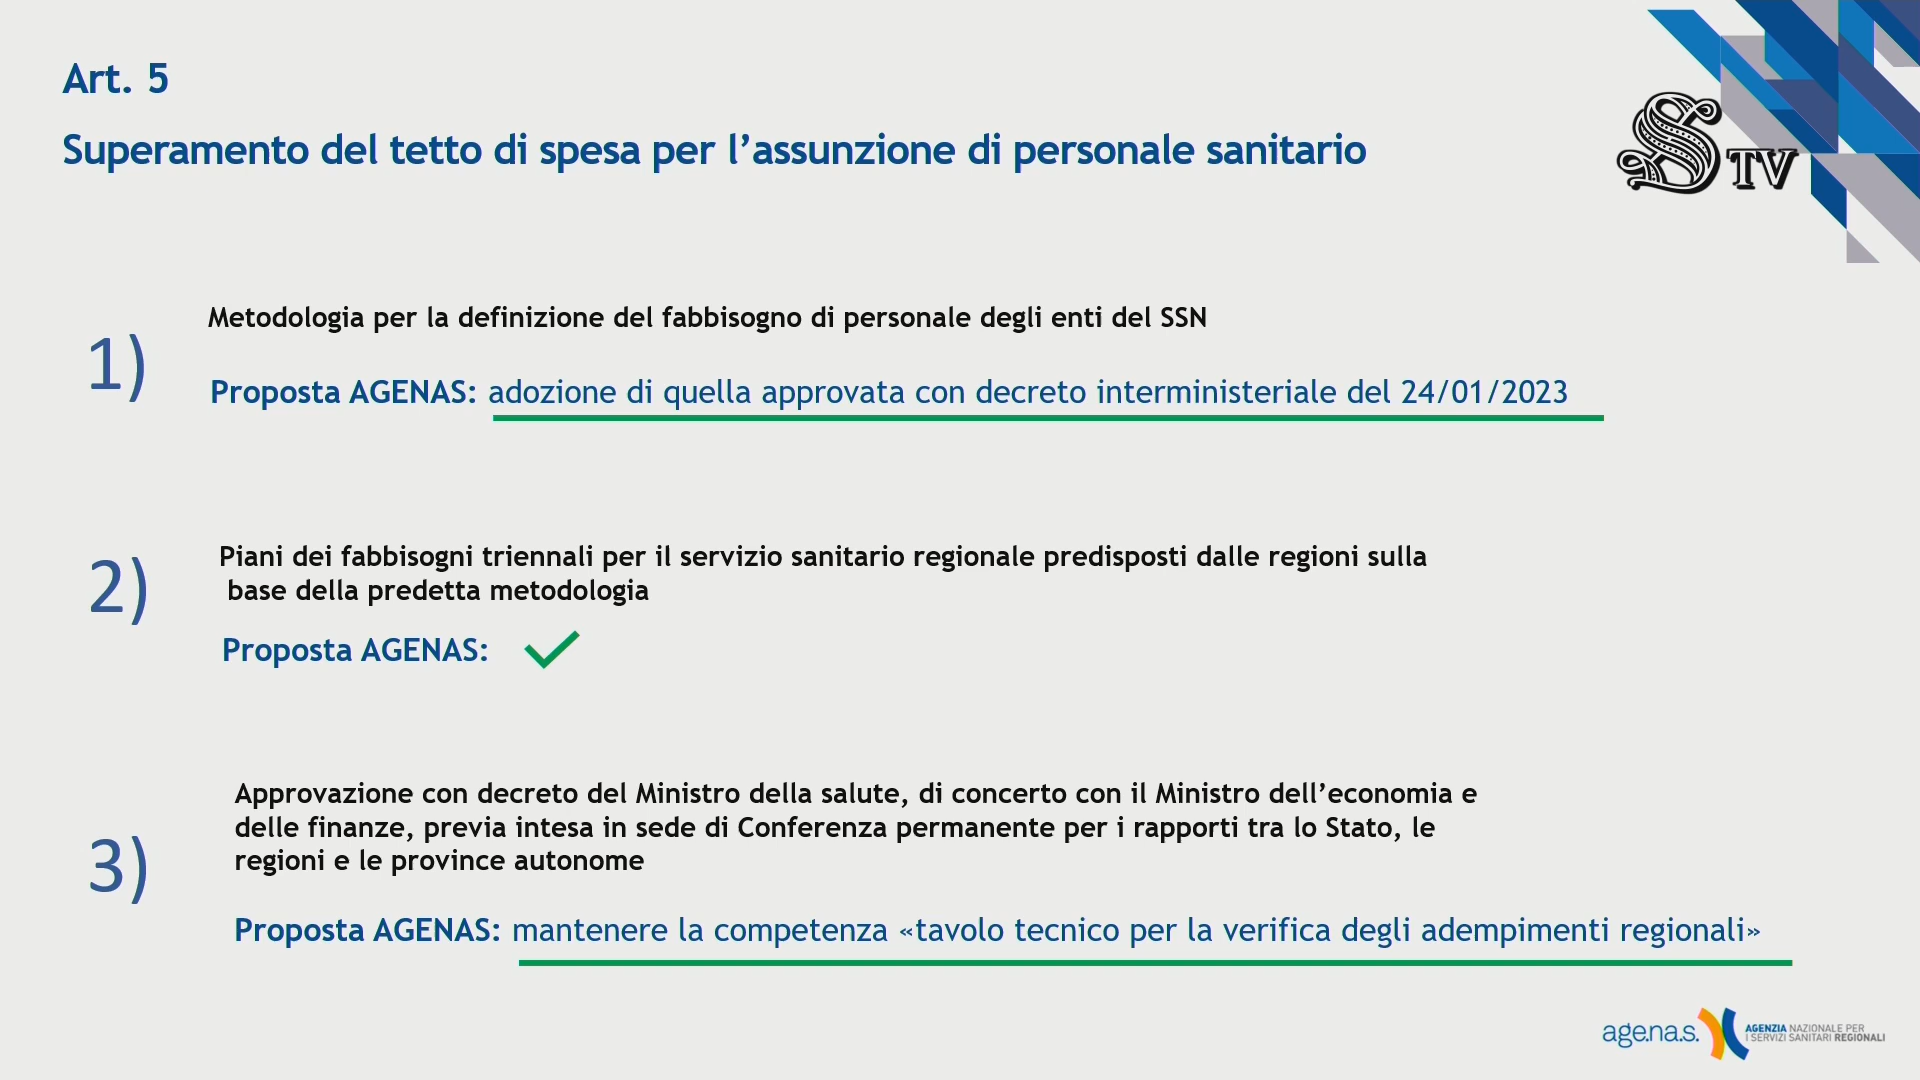 Art. 5
Superamento del tetto di spesa per l’assunzione di personale sanitario
STV
1)
Metodologia per la definizione del fabbisogno di personale degli enti del SSN
Proposta AGENAS: adozione di quella approvata con decreto interministeriale del 24/01/2023
2)
Piani dei fabbisogni triennali per il servizio sanitario regionale predisposti dalle regioni sulla
base della predetta metodologia
Proposta AGENAS:
3)
Approvazione con decreto del Ministro della salute, di concerto con il Ministro dell’economia e
delle finanze, previa intesa in sede di Conferenza permanente per i rapporti tra lo Stato, le
regioni e le province autonome
Proposta AGENAS: mantenere la competenza «tavolo tecnico per la verifica degli adempimenti regionali»
age.na.s.
AGENZIA NAZIONALE PER
I SERVIZI SANITARI REGIONALI